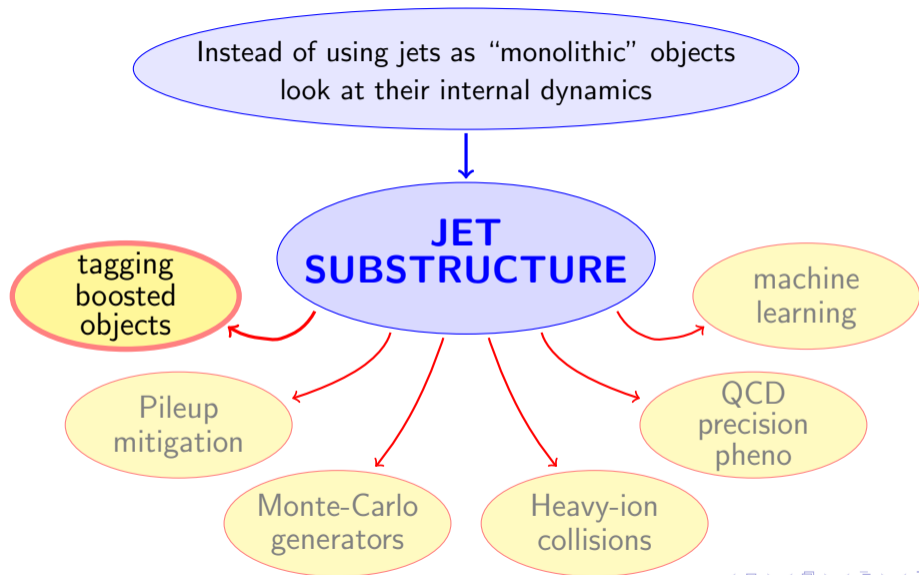 Instead of using jets as “monolithic” objects
look at their internal dynamics
JET
SUBSTRUCTURE
tagging
boosted
objects
machine
learning
Pileup
mitigation
QCD
precision
pheno
Monte-Carlo
generators
Heavy-ion
collisions